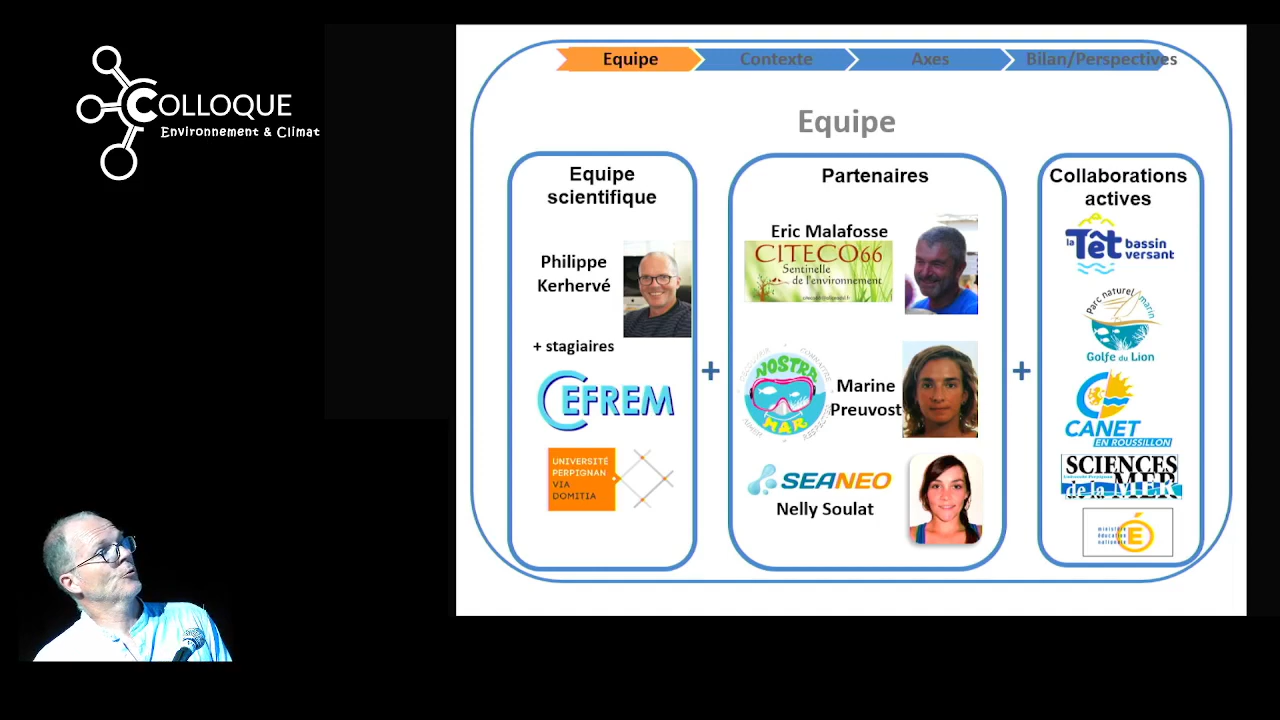 COLLOQUE
Environnement & Climat
Equipe
Contexte
Axes
Bilan/Perspectives
Equipe
Equipe
scientifique
Philippe
Kerhervé
+ stagiaires
CEFREM
UNIVERSITÉ
PERPIGNAN
VIA
DOMITIA
+
Partenaires
Eric Malafosse
CITECO66
Sentinelle
de l'environnement
NOSTRA
MAR
Marine
Preuvost
SEANEO
Nelly Soulat
+
Collaborations
actives
la Têt bassin
versant
Parc naturel
marin
Golfe du Lion
CANET
EN ROUSSILLON
SCIENCES
de la MER
ministère
éducation
nationale
É